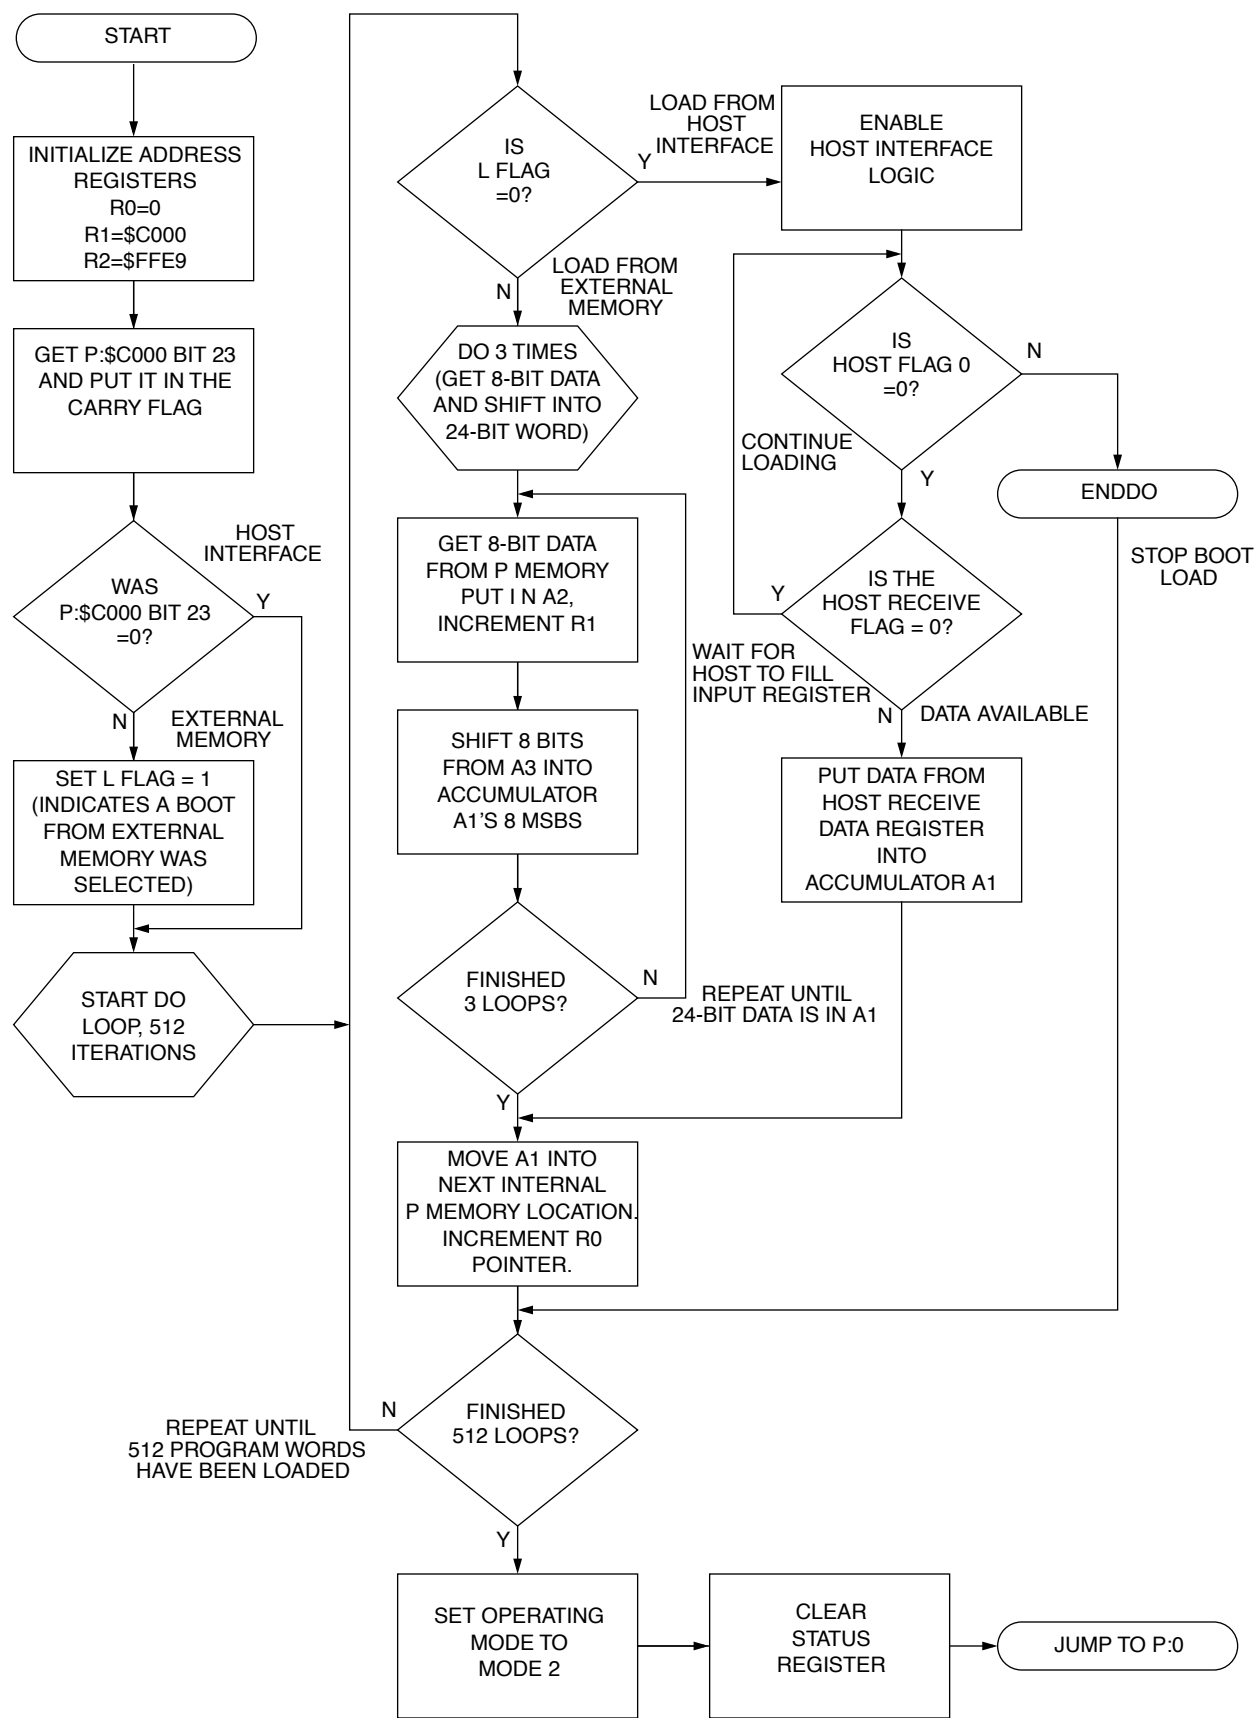 START
INITIALIZE ADDRESS
REGISTERS
R0=0
R1=$C000
R2=$FFE9
GET P:$C000 BIT 23
AND PUT IT IN THE
CARRY FLAG
HOST
INTERFACE
WAS
P:$C000 BIT 23
=0?
Y
N
EXTERNAL
MEMORY
SET L FLAG = 1
(INDICATES A BOOT
FROM EXTERNAL
MEMORY WAS
SELECTED)
START DO
LOOP, 512
ITERATIONS
IS
L FLAG
=0?
LOAD FROM
HOST
INTERFACE
Y
N
LOAD FROM
EXTERNAL
MEMORY
DO 3 TIMES
(GET 8-BIT DATA
AND SHIFT INTO
24-BIT WORD)
GET 8-BIT DATA
FROM P MEMORY
PUT I N A2,
INCREMENT R1
SHIFT 8 BITS
FROM A3 INTO
ACCUMULATOR
A1'S 8 MSBS
FINISHED
3 LOOPS?
N
REPEAT UNTIL
24-BIT DATA IS IN A1
Y
ENABLE
HOST INTERFACE
LOGIC
IS
HOST FLAG 0
=0?
N
Y
CONTINUE
LOADING
ENDDO
STOP BOOT
LOAD
IS THE
HOST RECEIVE
FLAG = 0?
Y
WAIT FOR
HOST TO FILL
INPUT REGISTER
N
DATA AVAILABLE
PUT DATA FROM
HOST RECEIVE
DATA REGISTER
INTO
ACCUMULATOR A1
MOVE A1 INTO
NEXT INTERNAL
P MEMORY LOCATION.
INCREMENT R0
POINTER.
FINISHED
512 LOOPS?
N
REPEAT UNTIL
512 PROGRAM WORDS
HAVE BEEN LOADED
Y
SET OPERATING
MODE TO
MODE 2
CLEAR
STATUS
REGISTER
JUMP TO P:0